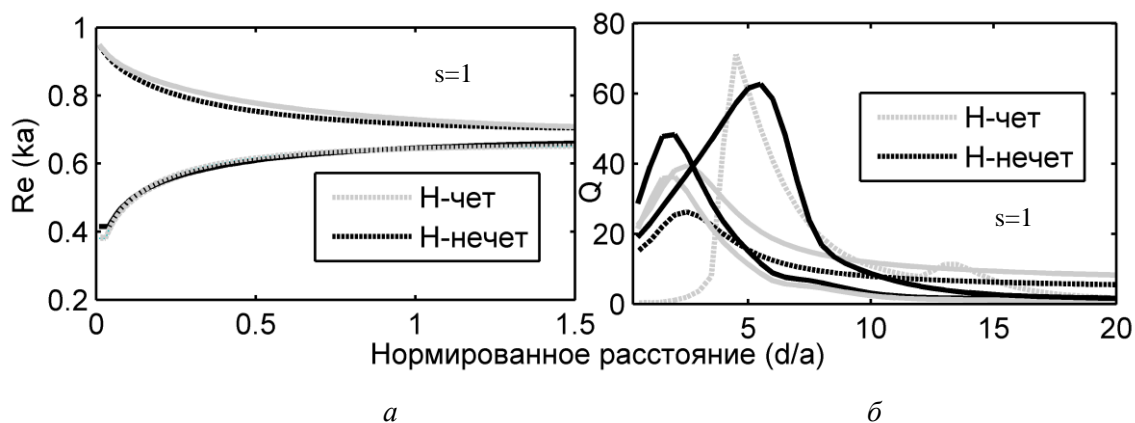 1
0.8
0.6
0.4
0.2
0
0.5
1
1.5
Re (ka)
s=1
Н-чет
Н-нечет
80
60
40
20
0
5
10
15
20
Q
Н-чет
Н-нечет
s=1
Нормированное расстояние (d/a)
а
б